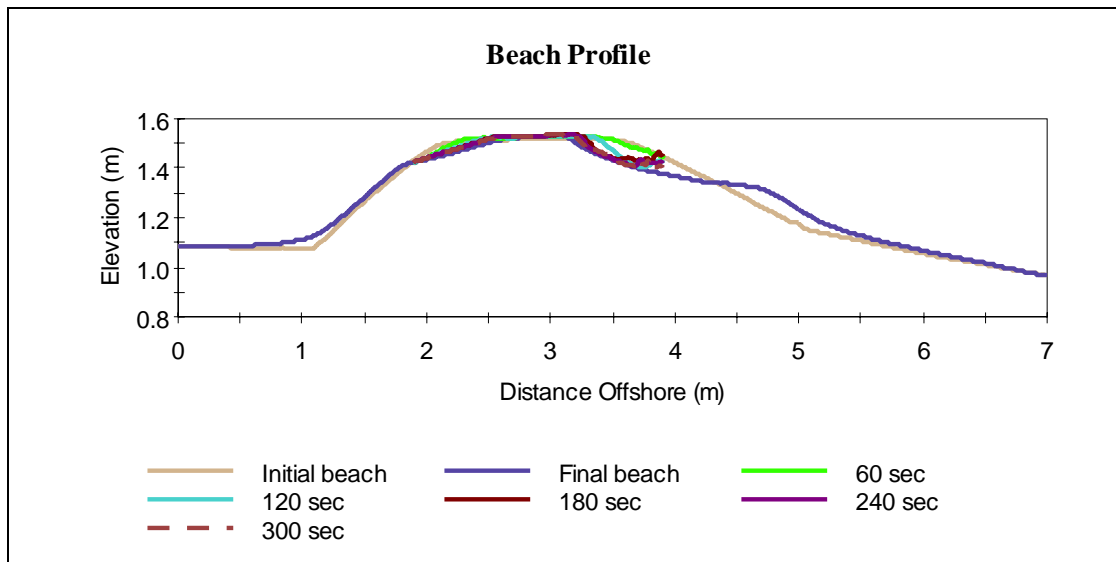 Beach Profile
1.6
1.4
1.2
1.0
0.8
Elevation (m)
0 1 2 3 4 5 6 7
Distance Offshore (m)
Initial beach Final beach 60 sec
120 sec 180 sec 240 sec
300 sec